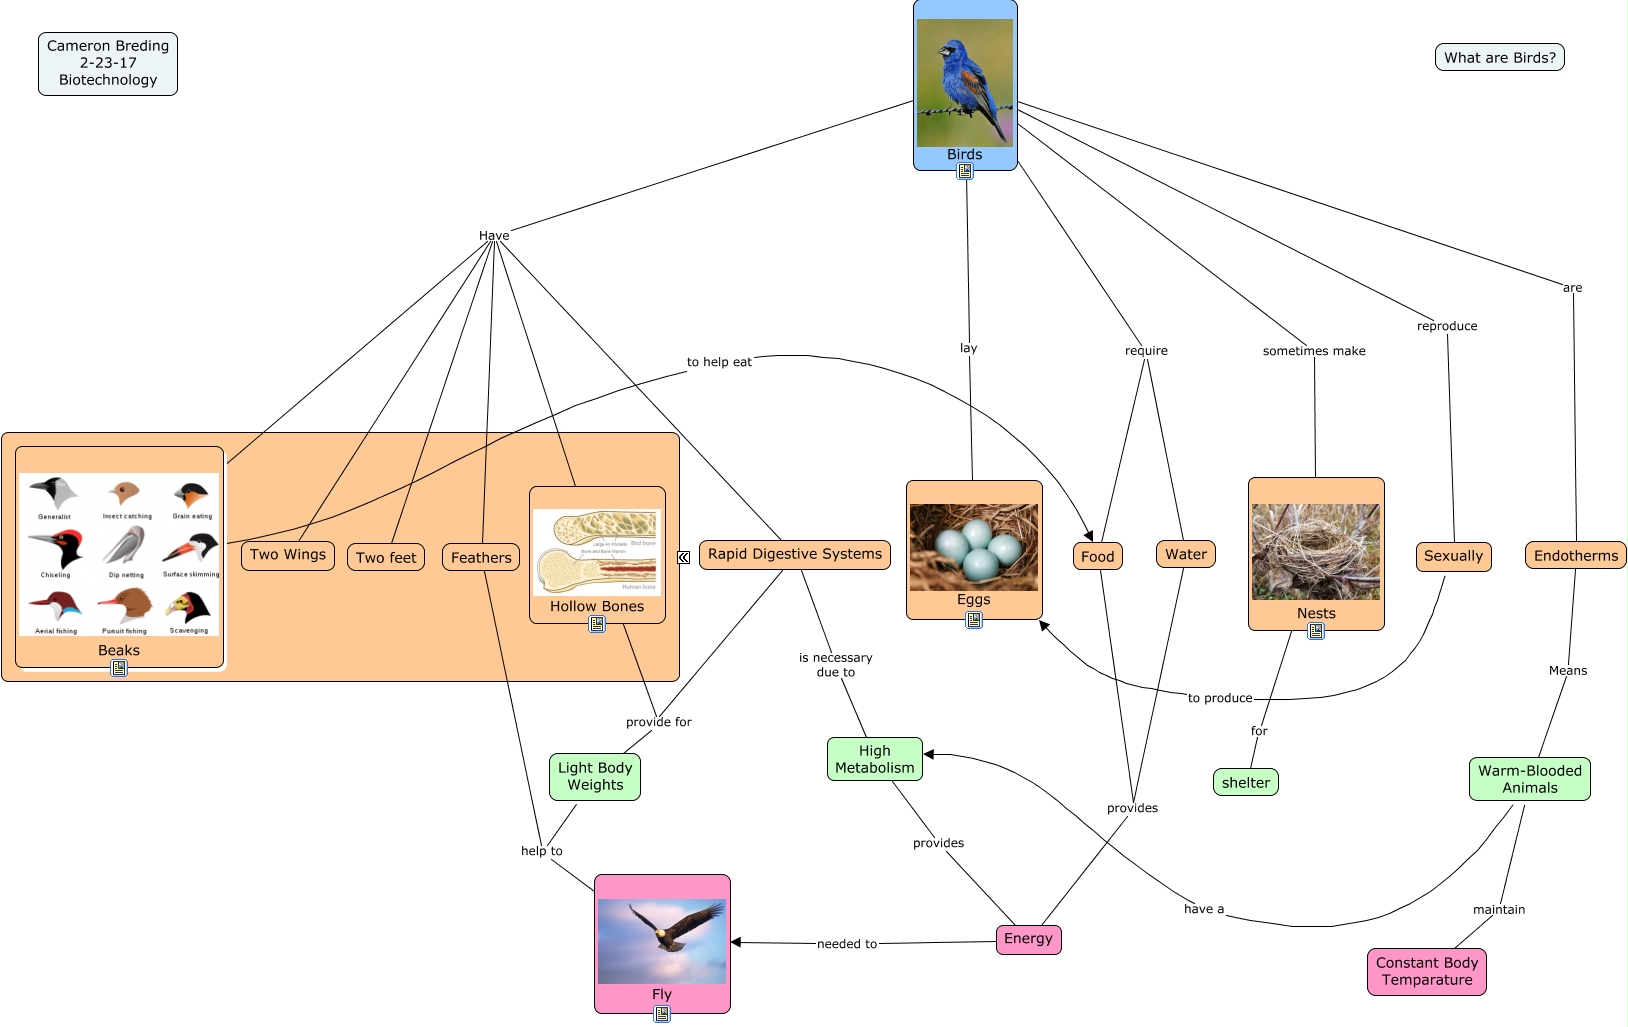 Cameron Breding
2-23-17
Biotechnology
What are Birds?
Birds
Have
are
reproduce
lay
require
sometimes make
to help eat
Generalist
Insect catching
Grain eating
Chiseling
Dip netting
Surface skimming
Aerial fishing
Pursuit fishing
Scavenging
Beaks
Two Wings
Two feet
Feathers
Large Air Pockets
Bird bone
Bone and Bone Marrow
Human bone
Hollow Bones
Rapid Digestive Systems
Eggs
Food
Water
Nests
Sexually
Endotherms
is necessary
due to
Means
to produce
provide for
for
Light Body
Weights
High
Metabolism
shelter
Warm-Blooded
Animals
provides
provides
help to
have a
maintain
Fly
needed to
Energy
Constant Body
Temparature